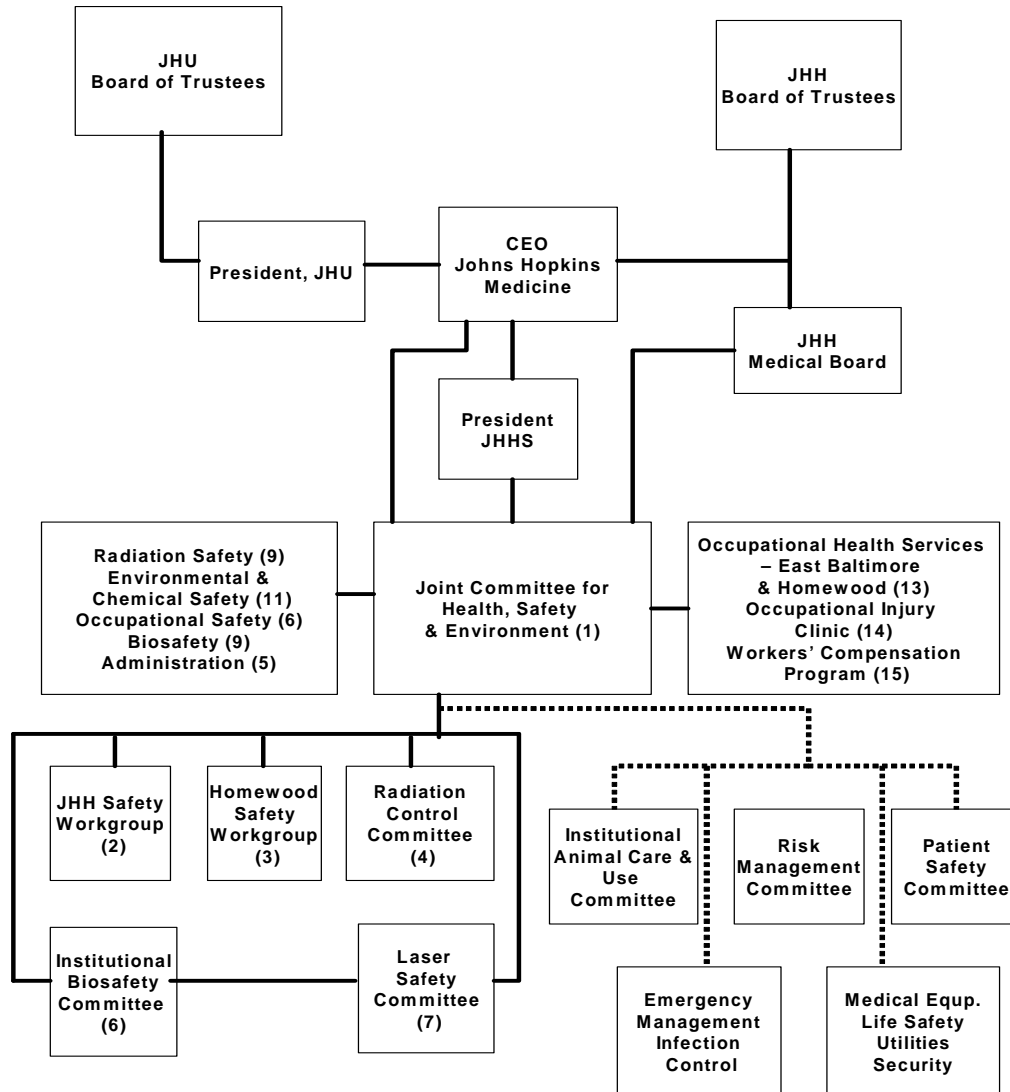 JHU
Board of Trustees
JHH
Board of Trustees
President, JHU
CEO
Johns Hopkins
Medicine
JHH
Medical Board
President
JHHS
Radiation Safety (9)
Environmental &
Chemical Safety (11)
Occupational Safety (6)
Biosafety (9)
Administration (5)
Joint Committee for
Health, Safety
& Environment (1)
Occupational Health Services
– East Baltimore
& Homewood (13)
Occupational Injury
Clinic (14)
Workers’ Compensation
Program (15)
JHH Safety
Workgroup
(2)
Homewood
Safety
Workgroup
(3)
Radiation
Control
Committee
(4)
Institutional
Animal Care &
Use
Committee
Risk
Management
Committee
Patient
Safety
Committee
Institutional
Biosafety
Committee
(6)
Laser
Safety
Committee
(7)
Emergency
Management
Infection
Control
Medical Equp.
Life Safety
Utilities
Security